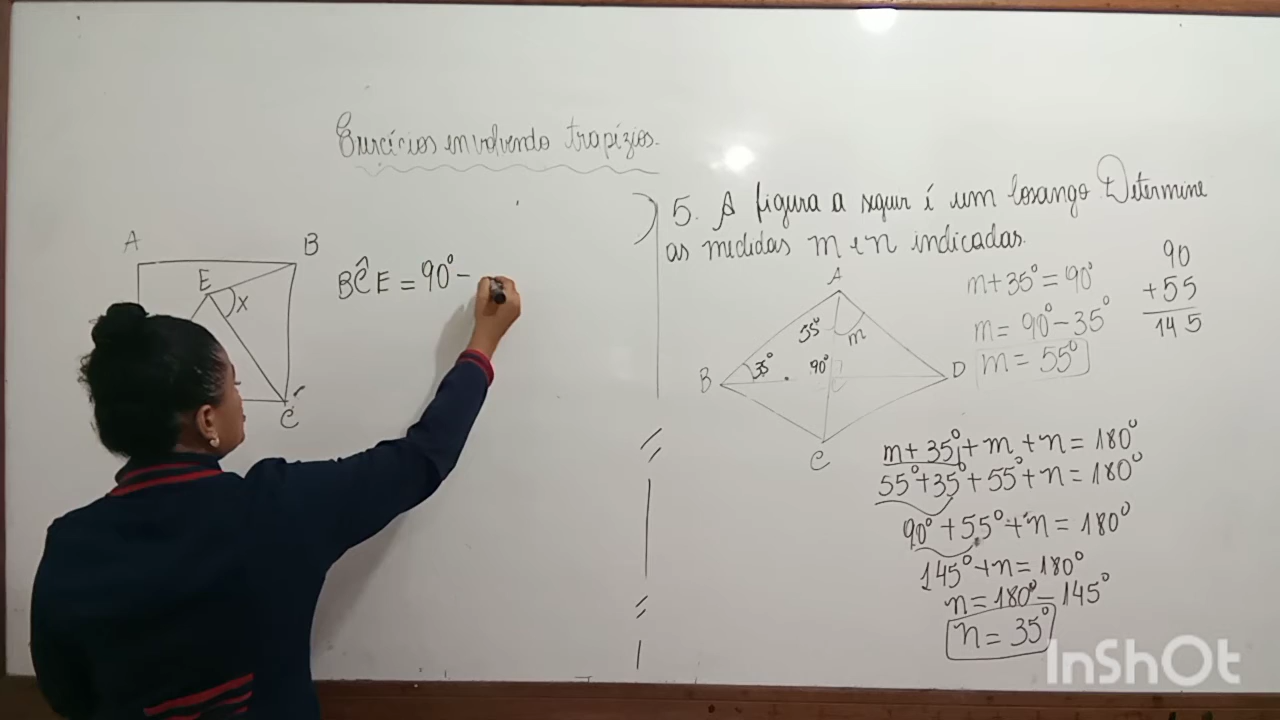 Exercícios envolvendo trapézios.
A
B
E
x
C
BĈE = 90° -
5. A figura a seguir é um losango. Determine
as medidas m e n indicadas.
A
35°
m
B
35°
90°
D
C
m + 35° = 90°
m = 90° - 35°
m = 55°
90
+ 55
145
m + 35° + m + n = 180°
55° + 35° + 55° + n = 180°
90° + 55° + n = 180°
145° + n = 180°
n = 180° - 145°
n = 35°
InShOt